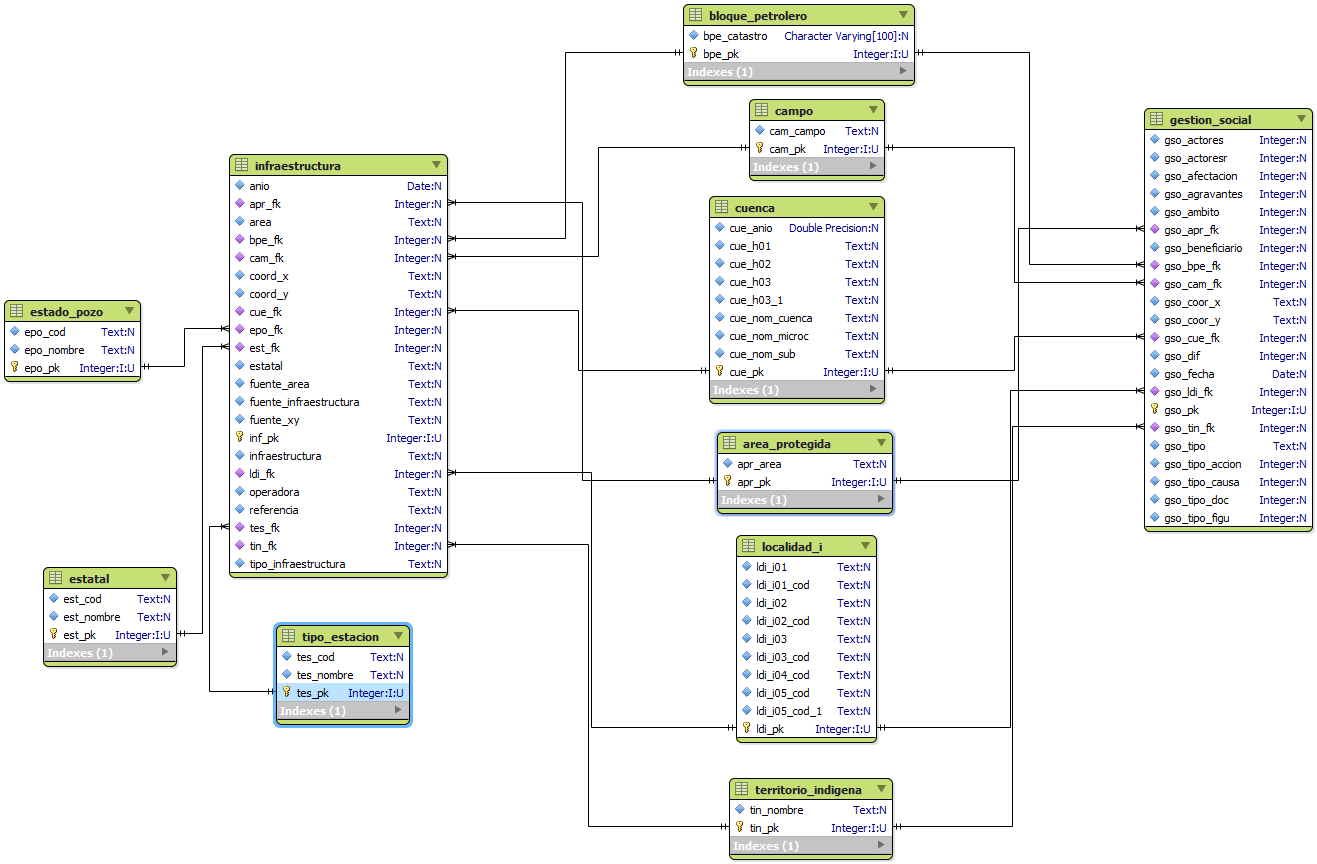 bloque_petrolero
bpe_catastro Character Varying[100]:N
bpe_pk Integer:I:U
Indexes (1)
campo
cam_campo Text:N
cam_pk Integer:I:U
Indexes (1)
gestion_social
gso_actores Integer:N
gso_actoresr Integer:N
gso_afectacion Integer:N
gso_agravantes Integer:N
gso_ambito Integer:N
gso_apr_fk Integer:N
gso_beneficiario Integer:N
gso_bpe_fk Integer:N
gso_cam_fk Integer:N
gso_coor_x Text:N
gso_coor_y Text:N
gso_cue_fk Integer:N
gso_dif Integer:N
gso_fecha Date:N
gso_ldi_fk Integer:N
gso_pk Integer:I:U
gso_tin_fk Integer:N
gso_tipo Text:N
gso_tipo_accion Integer:N
gso_tipo_causa Integer:N
gso_tipo_doc Integer:N
gso_tipo_figu Integer:N
infraestructura
anio Date:N
apr_fk Integer:N
area Text:N
bpe_fk Integer:N
cam_fk Integer:N
coord_x Text:N
coord_y Text:N
cue_fk Integer:N
epo_fk Integer:N
est_fk Integer:N
estatal Text:N
fuente_area Text:N
fuente_infraestructura Text:N
fuente_xy Text:N
inf_pk Integer:I:U
infraestructura Text:N
ldi_fk Integer:N
operadora Text:N
referencia Text:N
tes_fk Integer:N
tin_fk Integer:N
tipo_infraestructura Text:N
cuenca
cue_anio Double Precision:N
cue_h01 Text:N
cue_h02 Text:N
cue_h03 Text:N
cue_h03_1 Text:N
cue_nom_cuenca Text:N
cue_nom_microc Text:N
cue_nom_sub Text:N
cue_pk Integer:I:U
Indexes (1)
estado_pozo
epo_cod Text:N
epo_nombre Text:N
epo_pk Integer:I:U
area_protegida
apr_area Text:N
apr_pk Integer:I:U
Indexes (1)
localidad_i
ldi_i01 Text:N
ldi_i01_cod Text:N
ldi_i02 Text:N
ldi_i02_cod Text:N
ldi_i03 Text:N
ldi_i03_cod Text:N
ldi_i04_cod Text:N
ldi_i05_cod Text:N
ldi_i05_cod_1 Text:N
ldi_pk Integer:I:U
estatal
est_cod Text:N
est_nombre Text:N
est_pk Integer:I:U
Indexes (1)
tipo_estacion
tes_cod Text:N
tes_nombre Text:N
tes_pk Integer:I:U
Indexes (1)
territorio_indigena
tin_nombre Text:N
tin_pk Integer:I:U
Indexes (1)